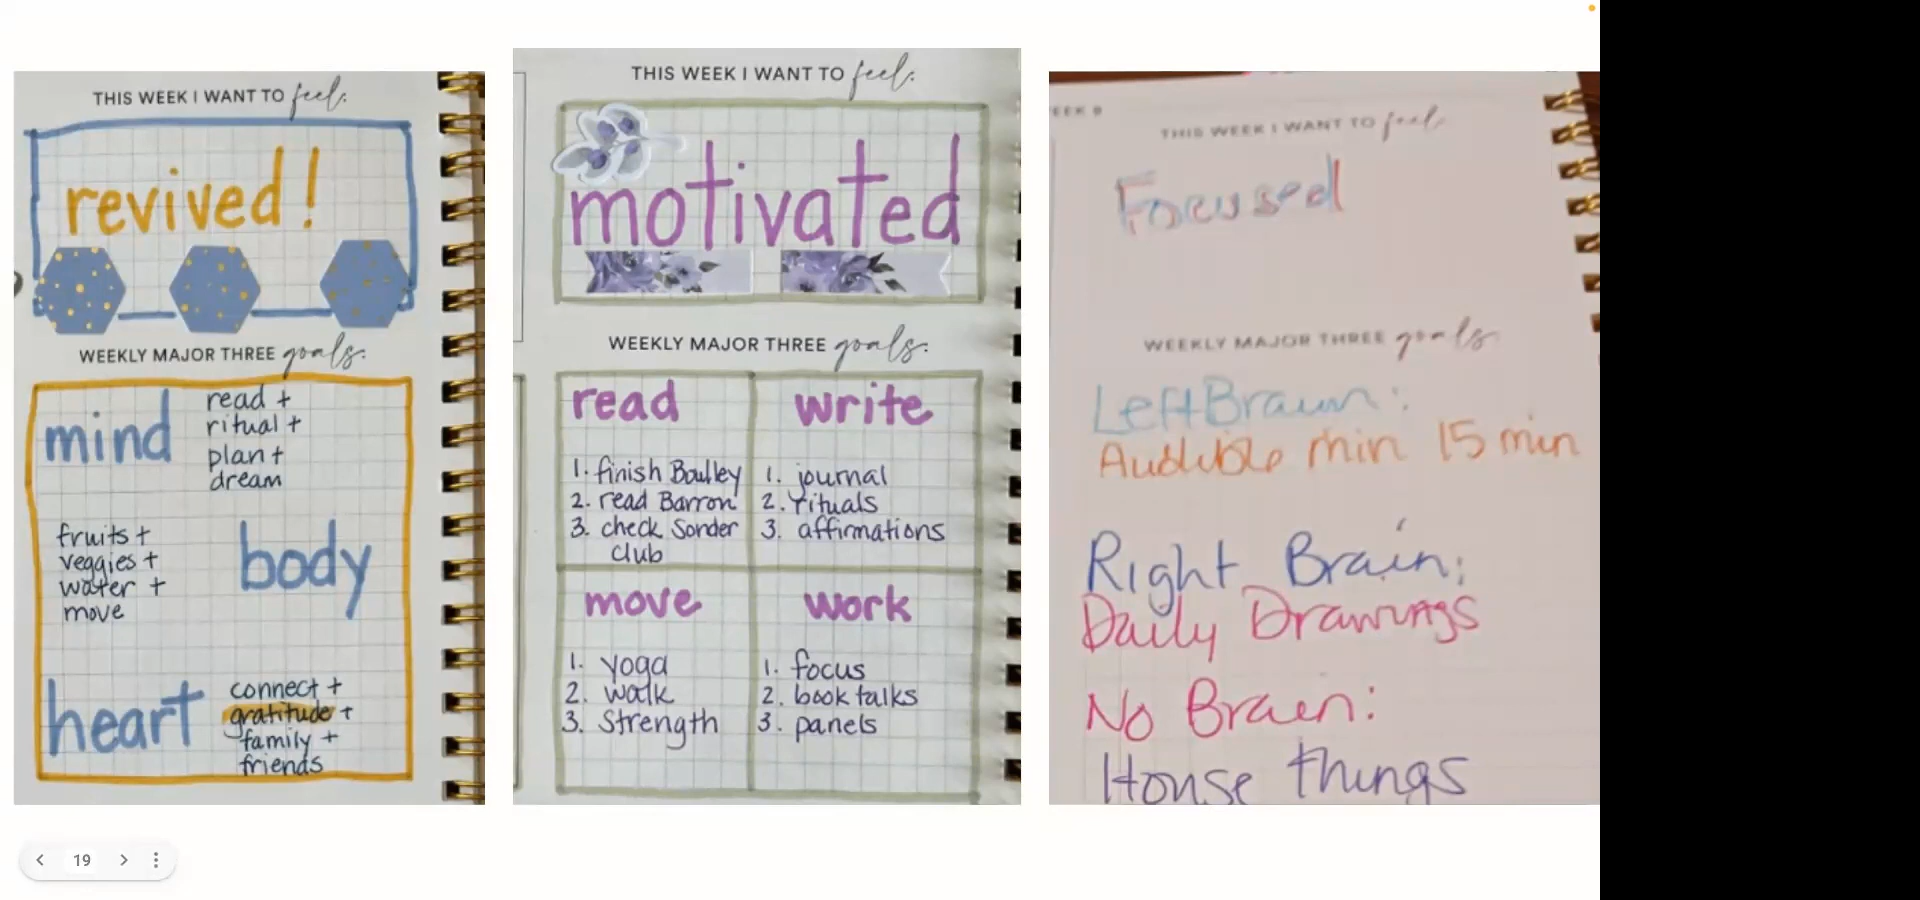 THIS WEEK I WANT TO feel:
revived!
WEEKLY MAJOR THREE goals:
mind
read +
ritual +
plan +
dream
fruits +
veggies +
water +
move
body
heart
connect +
gratitude +
family +
friends
THIS WEEK I WANT TO feel:
motivated
WEEKLY MAJOR THREE goals:
read
1. finish Boulley
2. read Barron
3. check Sonder
club
write
1. journal
2. rituals
3. affirmations
move
1. yoga
2. walk
3. Strength
work
1. focus
2. book talks
3. panels
EEK 9
THIS WEEK I WANT TO feel:
Focused
WEEKLY MAJOR THREE goals:
Left Brain:
Audible min 15 min
Right Brain:
Daily Drawings
No Brain:
House things
19